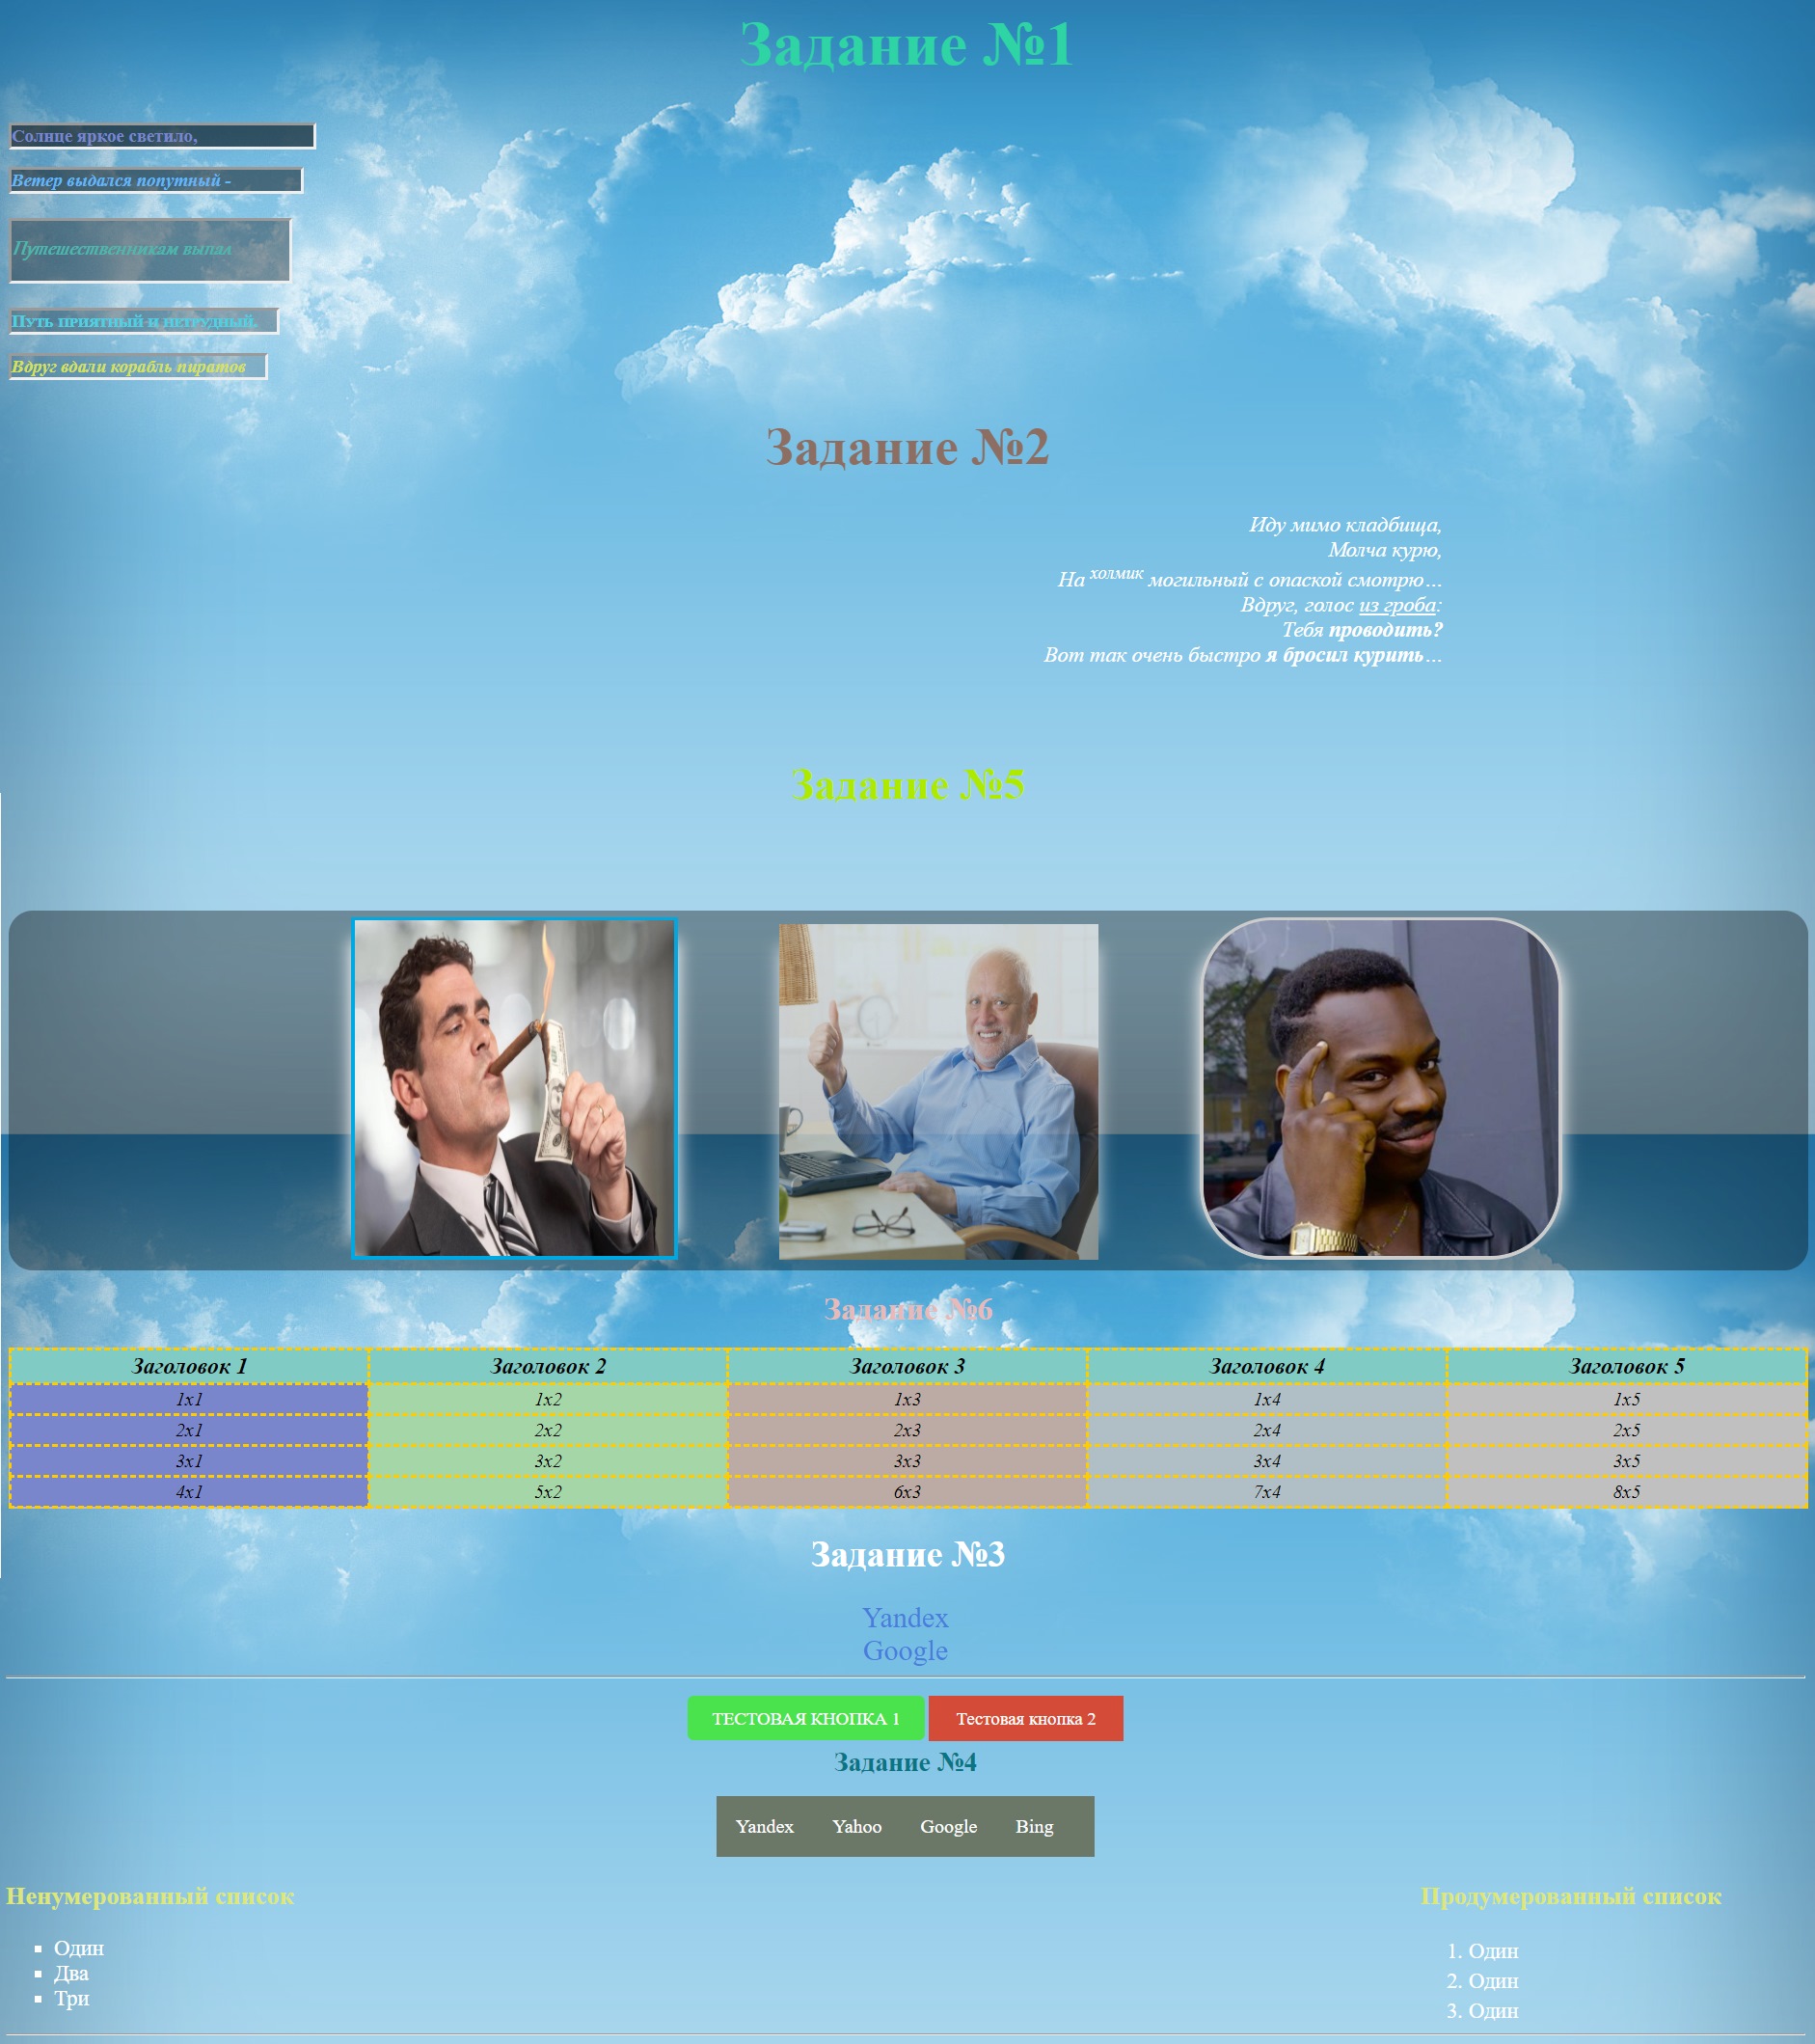 Задание №1
Солнце яркое светило,
Ветер выдался попутный -
Путешественникам выпал
Путь приятный и нетрудный.
Вдруг вдали корабль пиратов
Задание №2
Иду мимо кладбища,
Молча курю,
На холмик могильный с опаской смотрю…
Вдруг, голос из гроба:
Тебя проводить?
Вот так очень быстро я бросил курить…
Задание №5
Задание №6
Заголовок 1 Заголовок 2 Заголовок 3 Заголовок 4 Заголовок 5
1x1 1x2 1x3 1x4 1x5
2x1 2x2 2x3 2x4 2x5
3x1 3x2 3x3 3x4 3x5
4x1 5x2 6x3 7x4 8x5
Задание №3
Yandex
Google
ТЕСТОВАЯ КНОПКА 1 Тестовая кнопка 2
Задание №4
Yandex Yahoo Google Bing
Ненумерованный список
▪ Один
▪ Два
▪ Три
Продумерованный список
1. Один
2. Один
3. Один